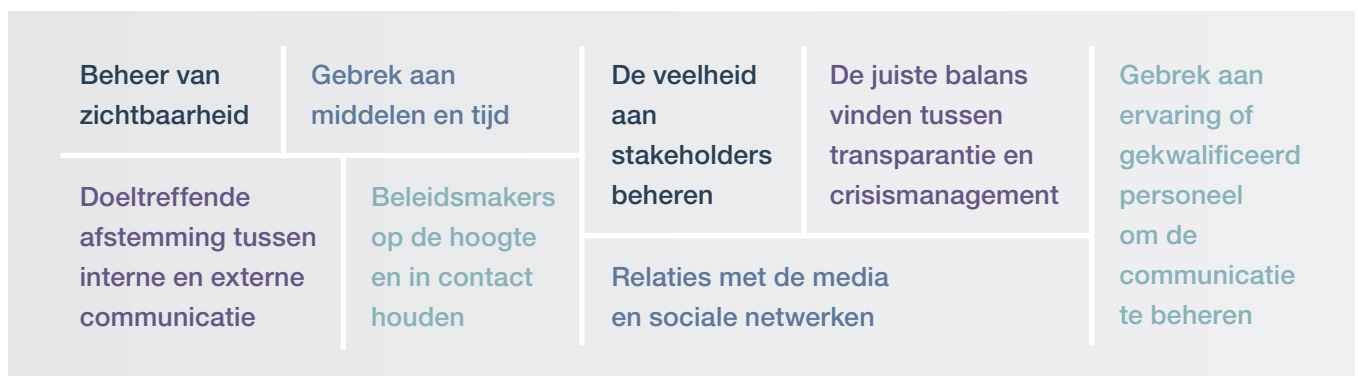 Beheer van
zichtbaarheid
Gebrek aan
middelen en tijd
De veelheid
aan
stakeholders
beheren
De juiste balans
vinden tussen
transparantie en
crisismanagement
Gebrek aan
ervaring of
gekwalificeerd
personeel
om de
communicatie
te beheren
Doeltreffende
afstemming tussen
interne en externe
communicatie
Beleidsmakers
op de hoogte
en in contact
houden
Relaties met de media
en sociale netwerken